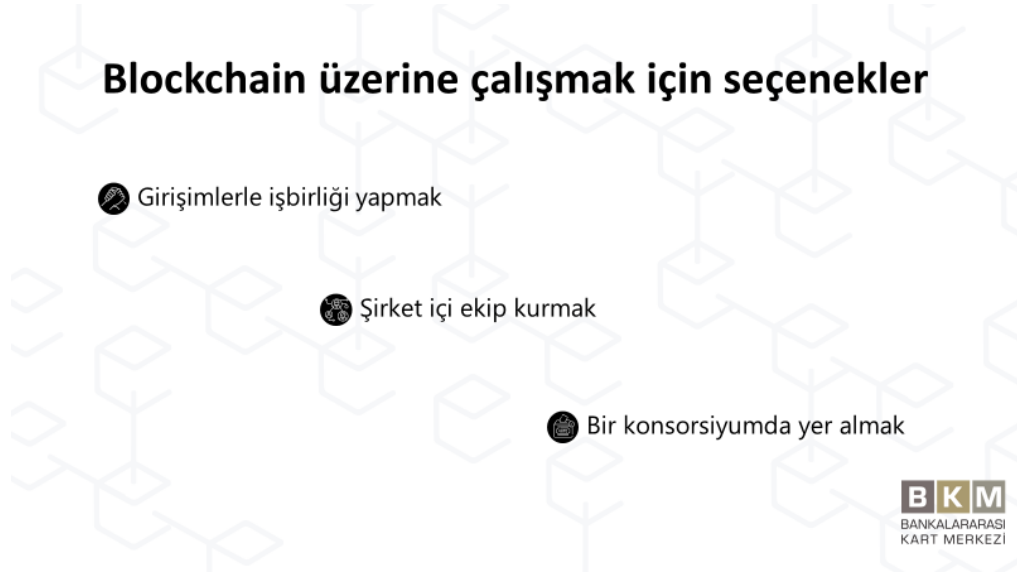 Blockchain üzerine çalışmak için seçenekler
Girişimlerle işbirliği yapmak
Şirket içi ekip kurmak
Bir konsorsiyumda yer almak
BKM
BANKALARARASI
KART MERKEZİ